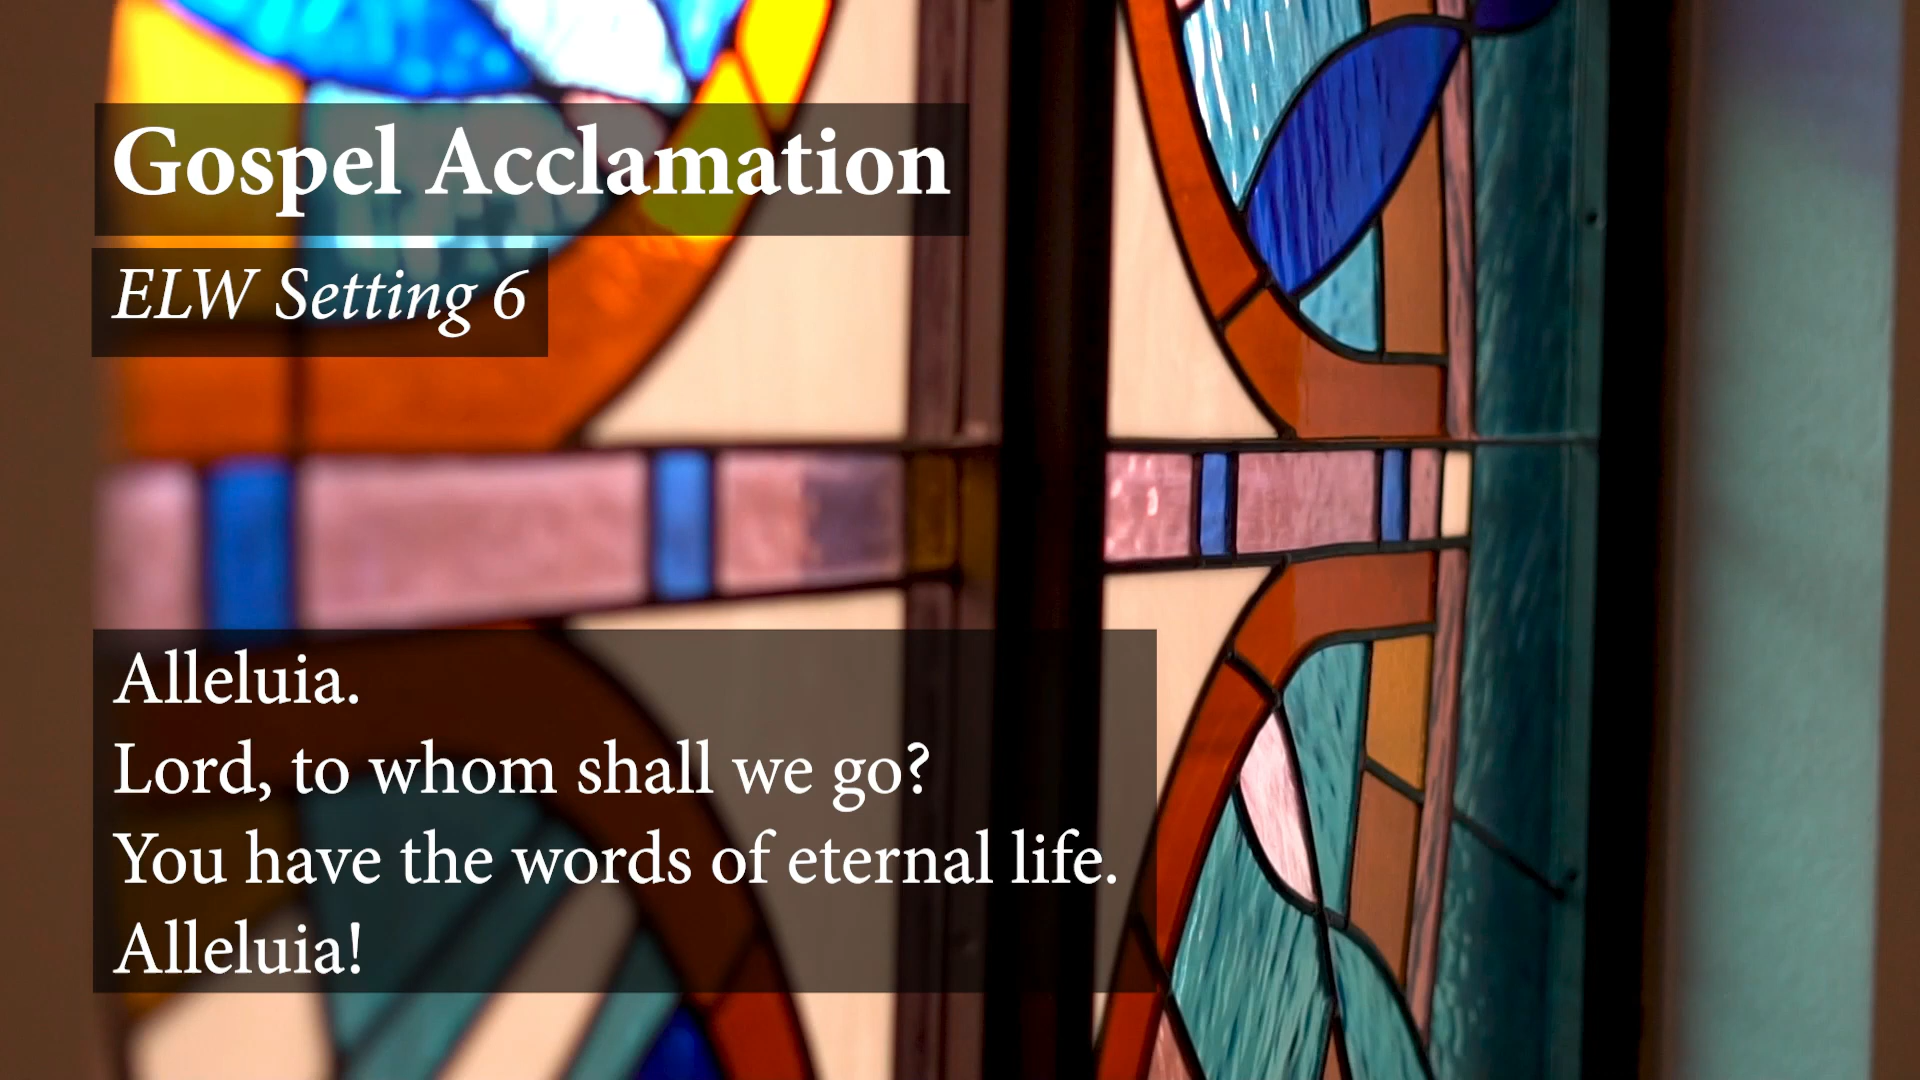 Gospel Acclamation
ELW Setting 6
Alleluia.
Lord, to whom shall we go?
You have the words of eternal life.
Alleluia!